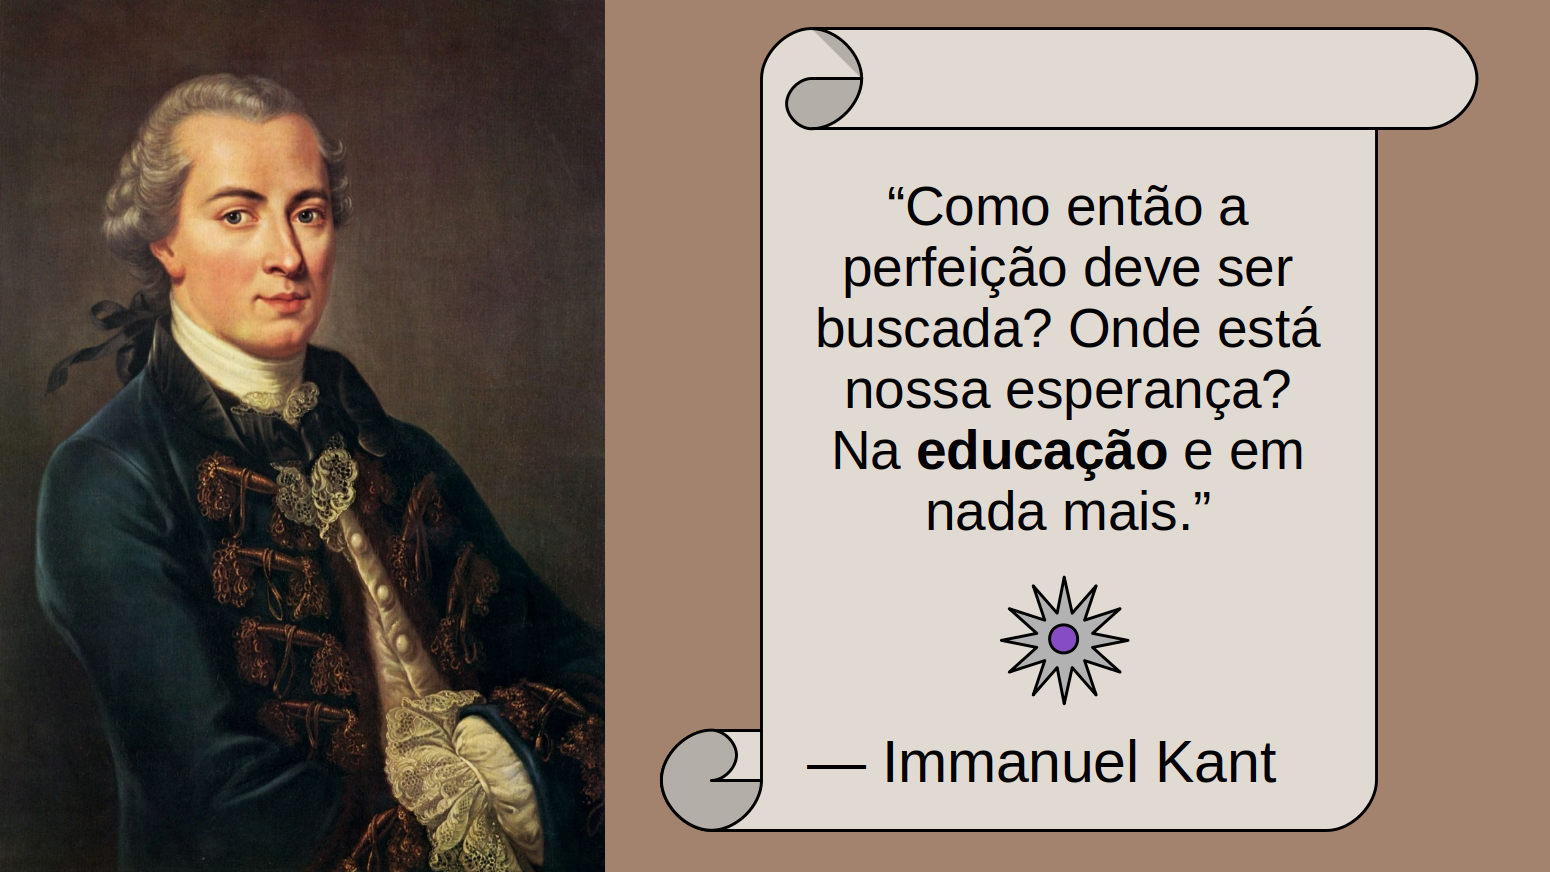 “Como então a
perfeição deve ser
buscada? Onde está
nossa esperança?
Na educação e em
nada mais.”
— Immanuel Kant